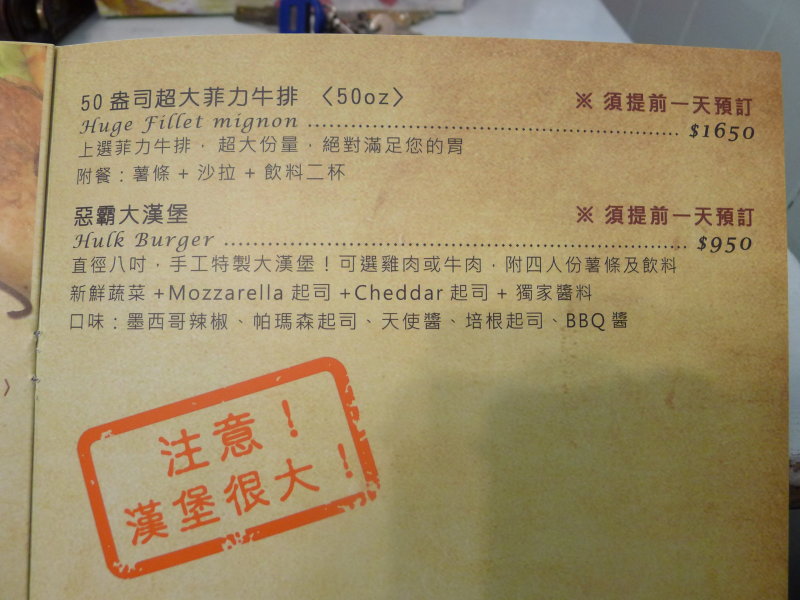 50 盎司超大菲力牛排 〈50oz〉 ※ 須提前一天預訂
Huge Fillet mignon ........................................................ $1650
上選菲力牛排，超大份量，絕對滿足您的胃
附餐：薯條 + 沙拉 + 飲料二杯
惡霸大漢堡 ※ 須提前一天預訂
Hulk Burger ........................................................ $950
直徑八吋，手工特製大漢堡！可選雞肉或牛肉，附四人份薯條及飲料
新鮮蔬菜 +Mozzarella 起司 +Cheddar 起司 + 獨家醬料
口味：墨西哥辣椒、帕瑪森起司、天使醬、培根起司、BBQ 醬
〉
注意！
漢堡很大！